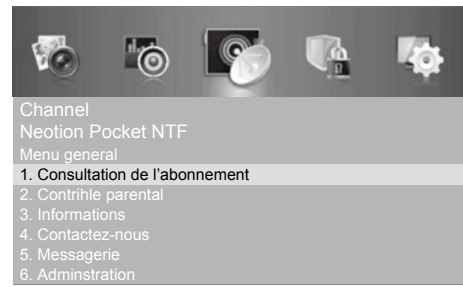 Channel
Neotion Pocket NTF
Menu general
1. Consultation de l'abonnement
2. Contrihle parental
3. Informations
4. Contactez-nous
5. Messagerie
6. Adminstration